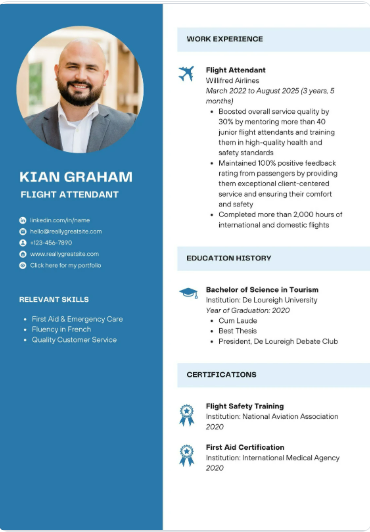 KIAN GRAHAM
FLIGHT ATTENDANT
linkedin.com/in/name
hello@reallygreatsite.com
+123-456-7890
www.reallygreatsite.com
Click here for my portfolio
RELEVANT SKILLS
• First Aid & Emergency Care
• Fluency in French
• Quality Customer Service
WORK EXPERIENCE
Flight Attendant
Willifred Airlines
March 2022 to August 2025 (3 years, 5
months)
• Boosted overall service quality by
30% by mentoring more than 40
junior flight attendants and training
them in high-quality health and
safety standards
• Maintained 100% positive feedback
rating from passengers by providing
them exceptional client-centered
service and ensuring their comfort
and safety
• Completed more than 2,000 hours of
international and domestic flights
EDUCATION HISTORY
Bachelor of Science in Tourism
Institution: De Loureigh University
Year of Graduation: 2020
• Cum Laude
• Best Thesis
• President, De Loureigh Debate Club
CERTIFICATIONS
Flight Safety Training
Institution: National Aviation Association
2020
First Aid Certification
Institution: International Medical Agency
2020